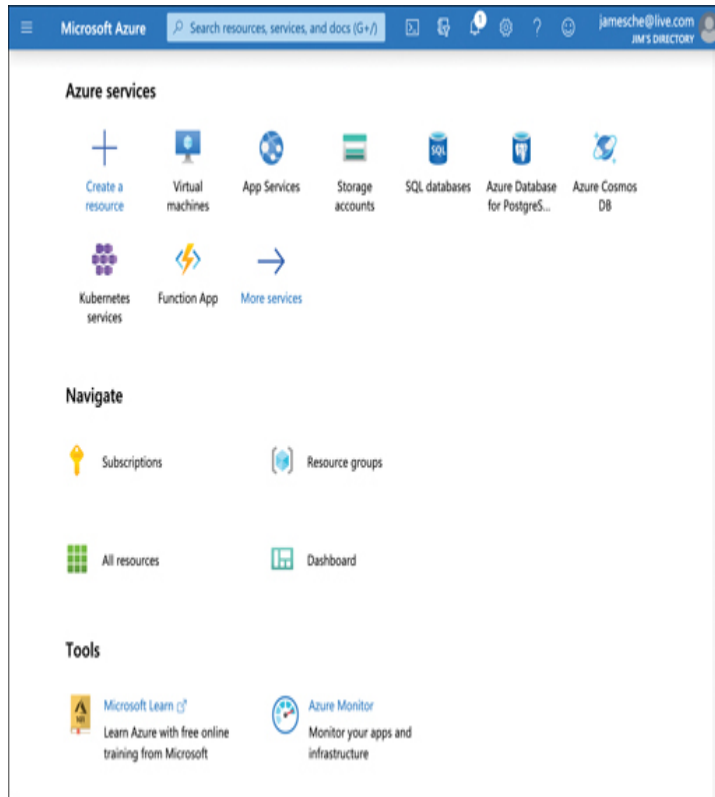 Microsoft Azure
Search resources, services, and docs (G+/)
1
jamesche@live.com
JIM'S DIRECTORY
Azure services
Create a
resource
Virtual
machines
App Services
Storage
accounts
SQL
SQL databases
Azure Database
for PostgreS...
Azure Cosmos
DB
Kubernetes
services
Function App
More services
Navigate
Subscriptions
Resource groups
All resources
Dashboard
Tools
Microsoft Learn
Learn Azure with free online
training from Microsoft
Azure Monitor
Monitor your apps and
infrastructure